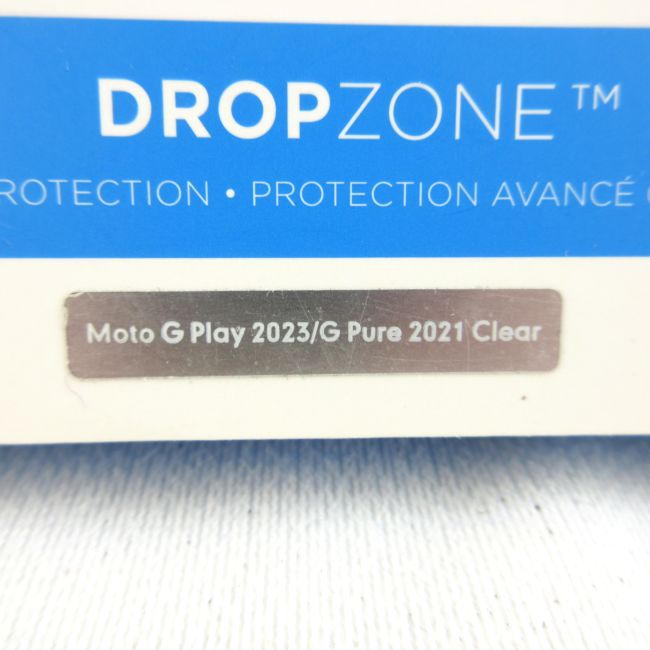 DROPZONE™
ROTECTION • PROTECTION AVANCÉ
Moto G Play 2023/G Pure 2021 Clear